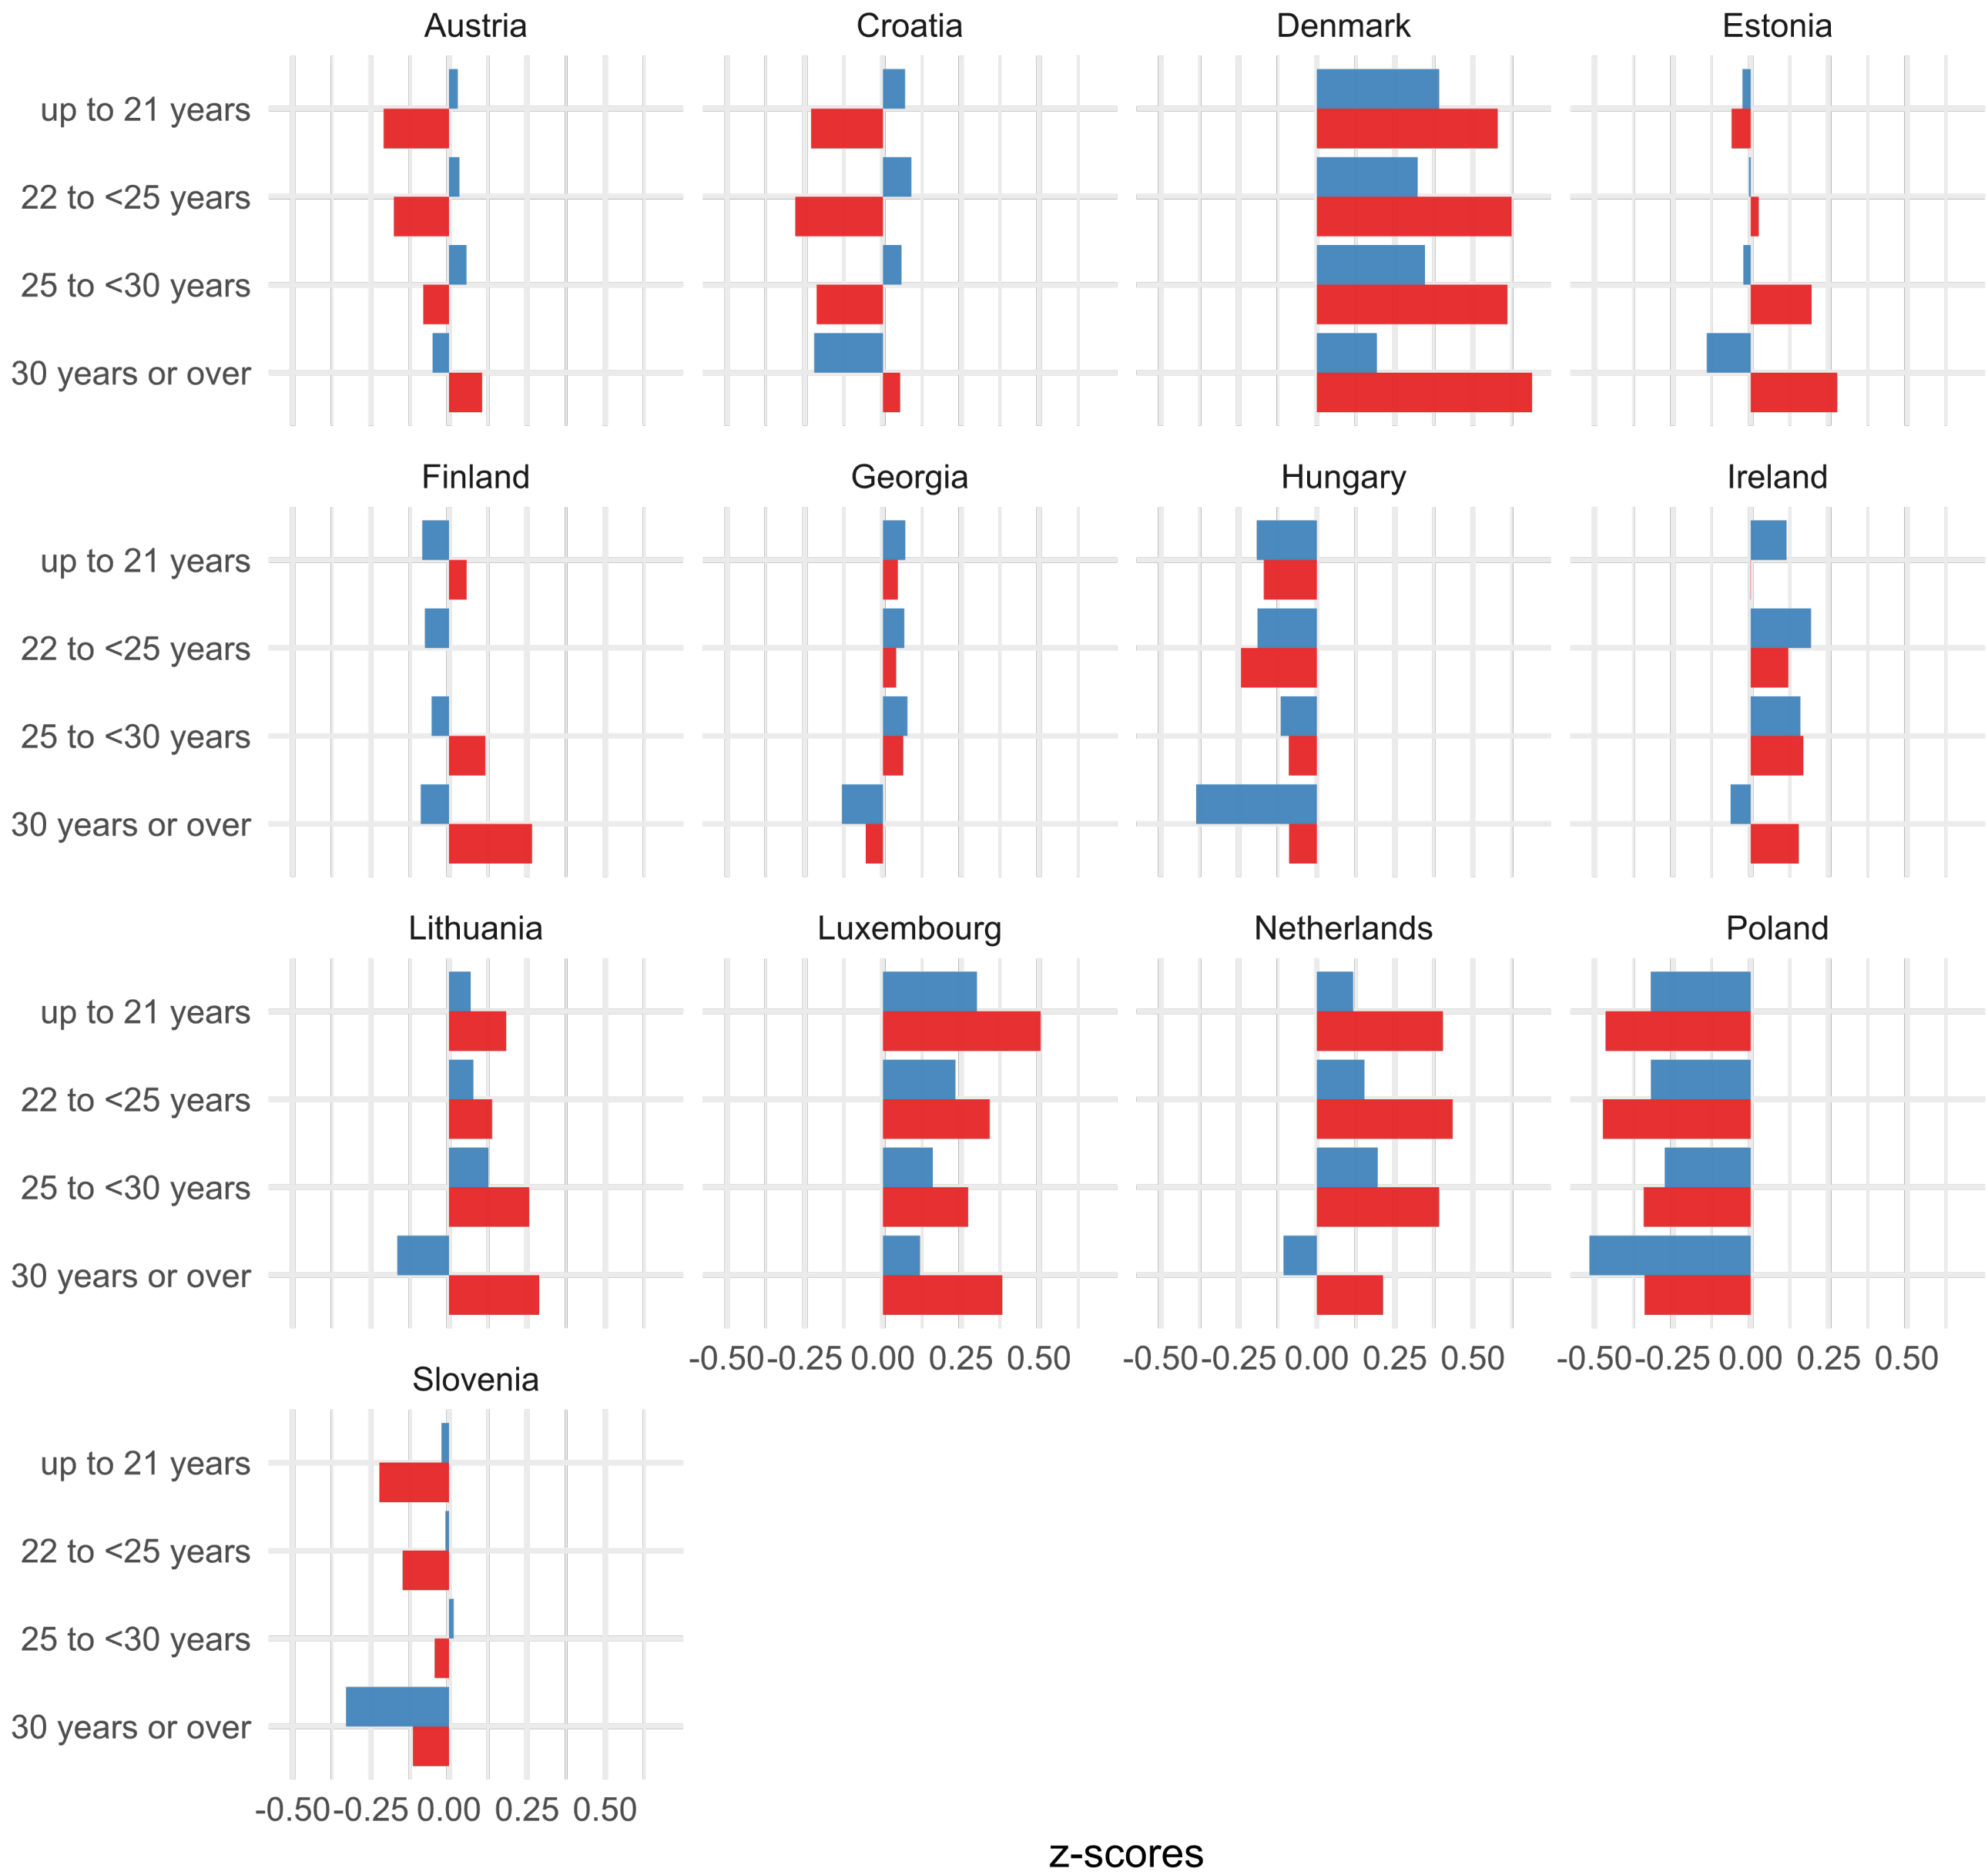 Austria Croatia Denmark Estonia
up to 21 years
22 to <25 years
25 to <30 years
30 years or over
Finland Georgia Hungary Ireland
up to 21 years
22 to <25 years
25 to <30 years
30 years or over
Lithuania Luxembourg Netherlands Poland
up to 21 years
22 to <25 years
25 to <30 years
30 years or over
-0.50 -0.25 0.00 0.25 0.50 -0.50 -0.25 0.00 0.25 0.50 -0.50 -0.25 0.00 0.25 0.50
Slovenia
up to 21 years
22 to <25 years
25 to <30 years
30 years or over
-0.50 -0.25 0.00 0.25 0.50
z-scores